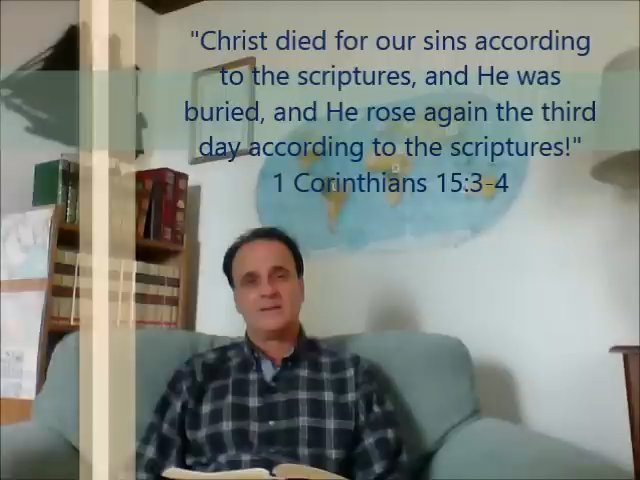 "Christ died for our sins according
to the scriptures, and He was
buried, and He rose again the third
day according to the scriptures!"
1 Corinthians 15:3-4